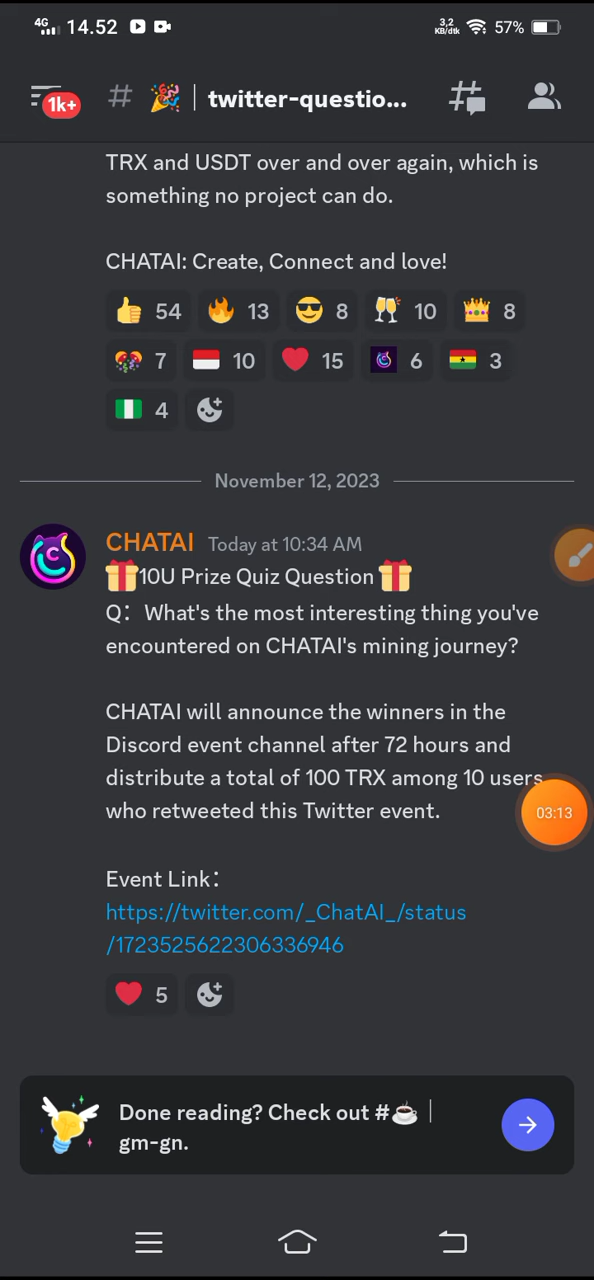 4G 14.52 3,2 KB/dtk 57%
1k+ # 🎉 | twitter-questio...
TRX and USDT over and over again, which is
something no project can do.
CHATAI: Create, Connect and love!
👍 54 🔥 13 😎 8 🥂 10 👑 8
🎊 7 🇮🇩 10 ❤️ 15 6 🇬🇭 3
🇳🇬 4
November 12, 2023
CHATAI Today at 10:34 AM
🎁10U Prize Quiz Question🎁
Q：What's the most interesting thing you've
encountered on CHATAI's mining journey?
CHATAI will announce the winners in the
Discord event channel after 72 hours and
distribute a total of 100 TRX among 10 users
who retweeted this Twitter event.
03:13
Event Link：
https://twitter.com/_ChatAI_/status
/1723525622306336946
❤️ 5
Done reading? Check out #☕ |
gm-gn.